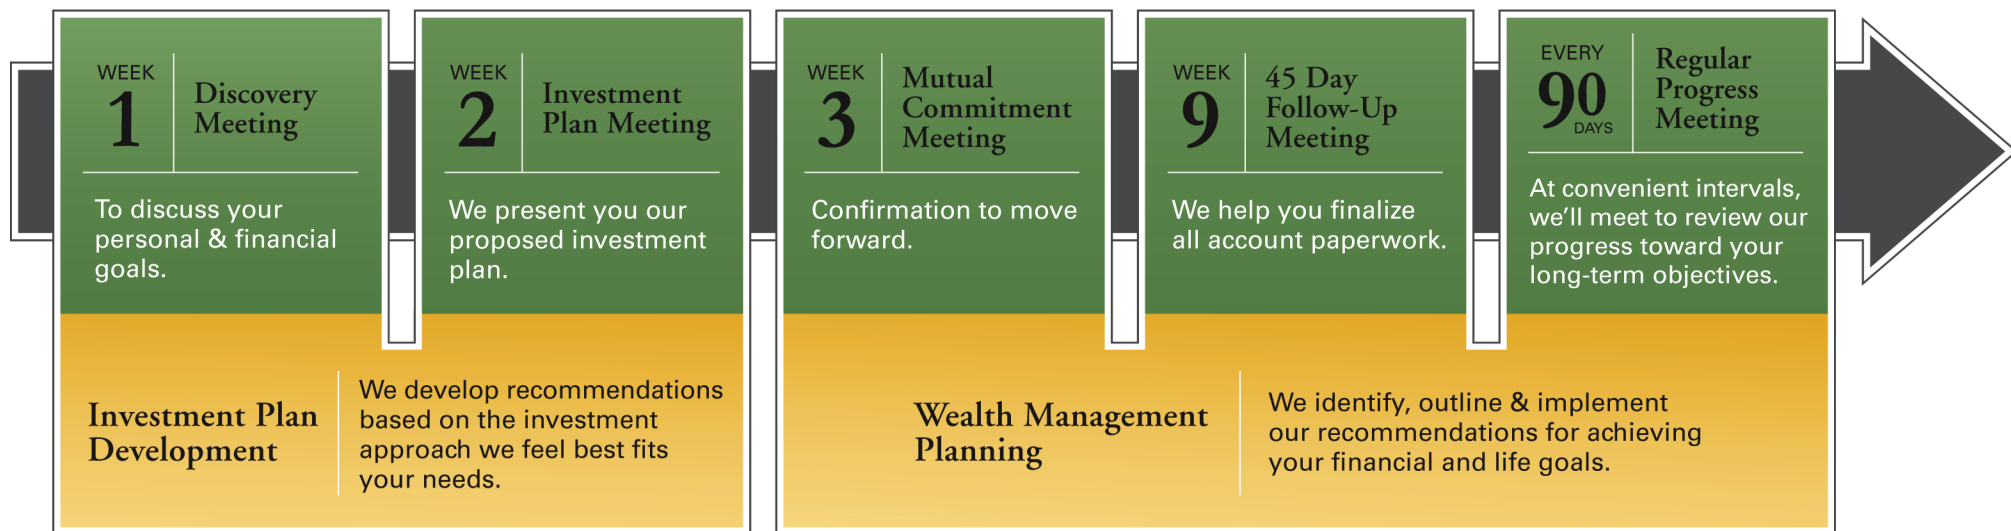 WEEK
1
Discovery
Meeting
To discuss your
personal & financial
goals.
WEEK
2
Investment
Plan Meeting
We present you our
proposed investment
plan.
WEEK
3
Mutual
Commitment
Meeting
Confirmation to move
forward.
WEEK
9
45 Day
Follow-Up
Meeting
We help you finalize
all account paperwork.
EVERY
90
DAYS
Regular
Progress
Meeting
At convenient intervals,
we’ll meet to review our
progress toward your
long-term objectives.
Investment Plan
Development
We develop recommendations
based on the investment
approach we feel best fits
your needs.
Wealth Management
Planning
We identify, outline & implement
our recommendations for achieving
your financial and life goals.